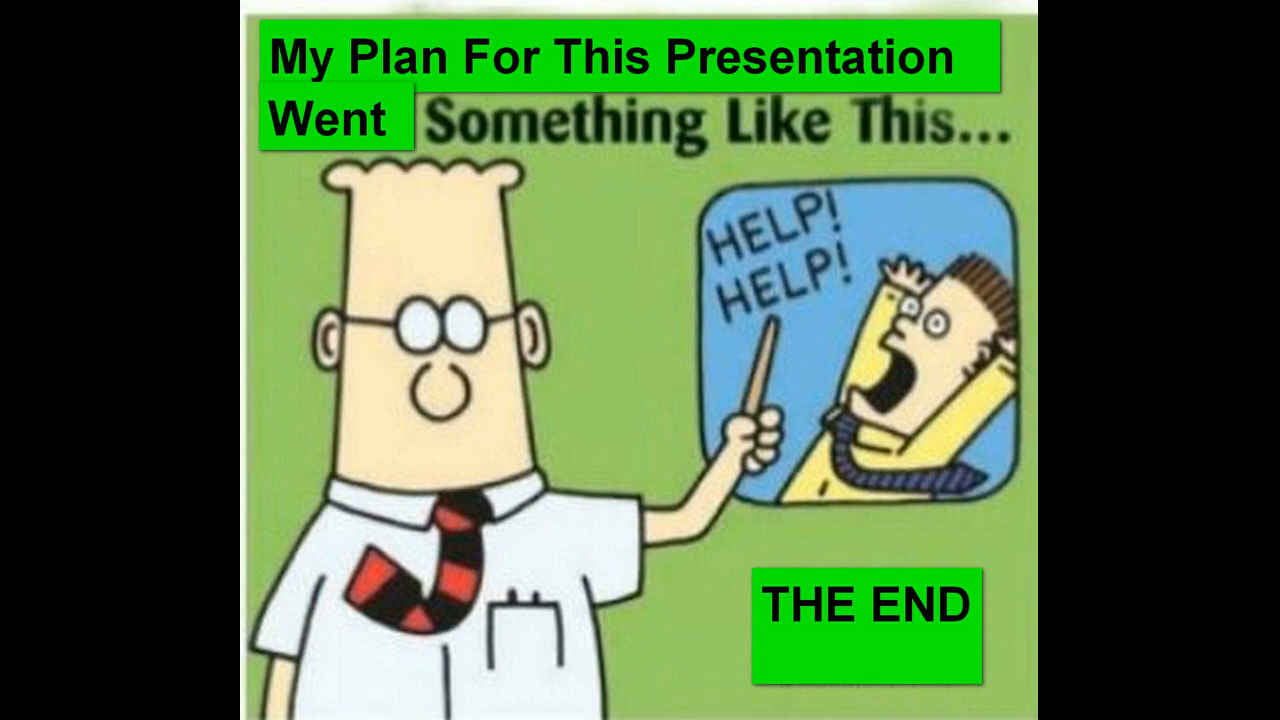 My Plan For This Presentation
Went Something Like This...
HELP!
HELP!
THE END